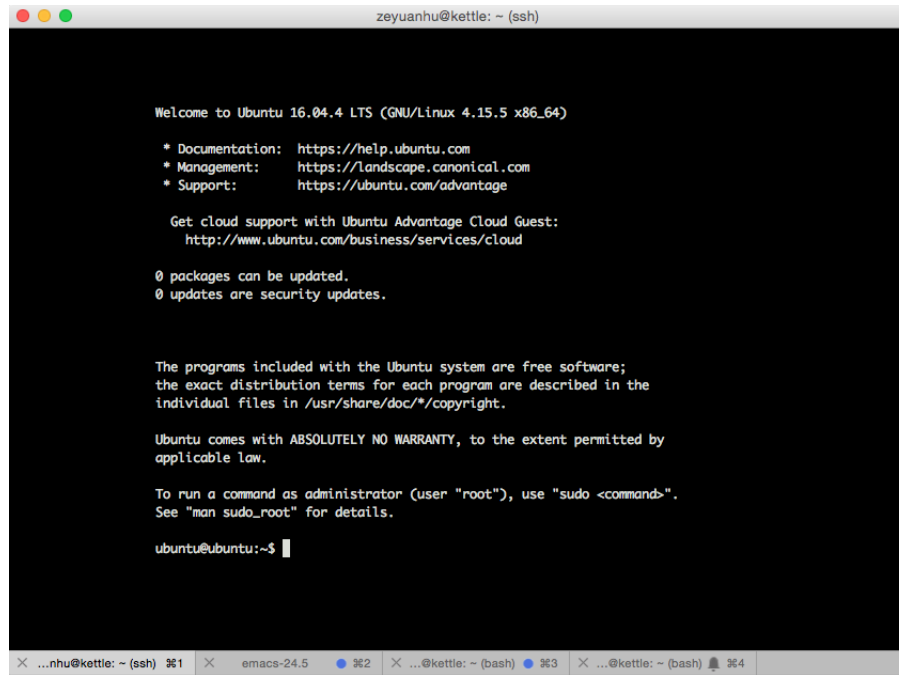 zeyuanhu@kettle: ~ (ssh)
Welcome to Ubuntu 16.04.4 LTS (GNU/Linux 4.15.5 x86_64)
* Documentation:  https://help.ubuntu.com
* Management:     https://landscape.canonical.com
* Support:        https://ubuntu.com/advantage
Get cloud support with Ubuntu Advantage Cloud Guest:
http://www.ubuntu.com/business/services/cloud
0 packages can be updated.
0 updates are security updates.
The programs included with the Ubuntu system are free software;
the exact distribution terms for each program are described in the
individual files in /usr/share/doc/*/copyright.
Ubuntu comes with ABSOLUTELY NO WARRANTY, to the extent permitted by
applicable law.
To run a command as administrator (user "root"), use "sudo <command>".
See "man sudo_root" for details.
ubuntu@ubuntu:~$
...nhu@kettle: ~ (ssh) ⌘1 emacs-24.5 ⌘2 ...@kettle: ~ (bash) ⌘3 ...@kettle: ~ (bash) ⌘4